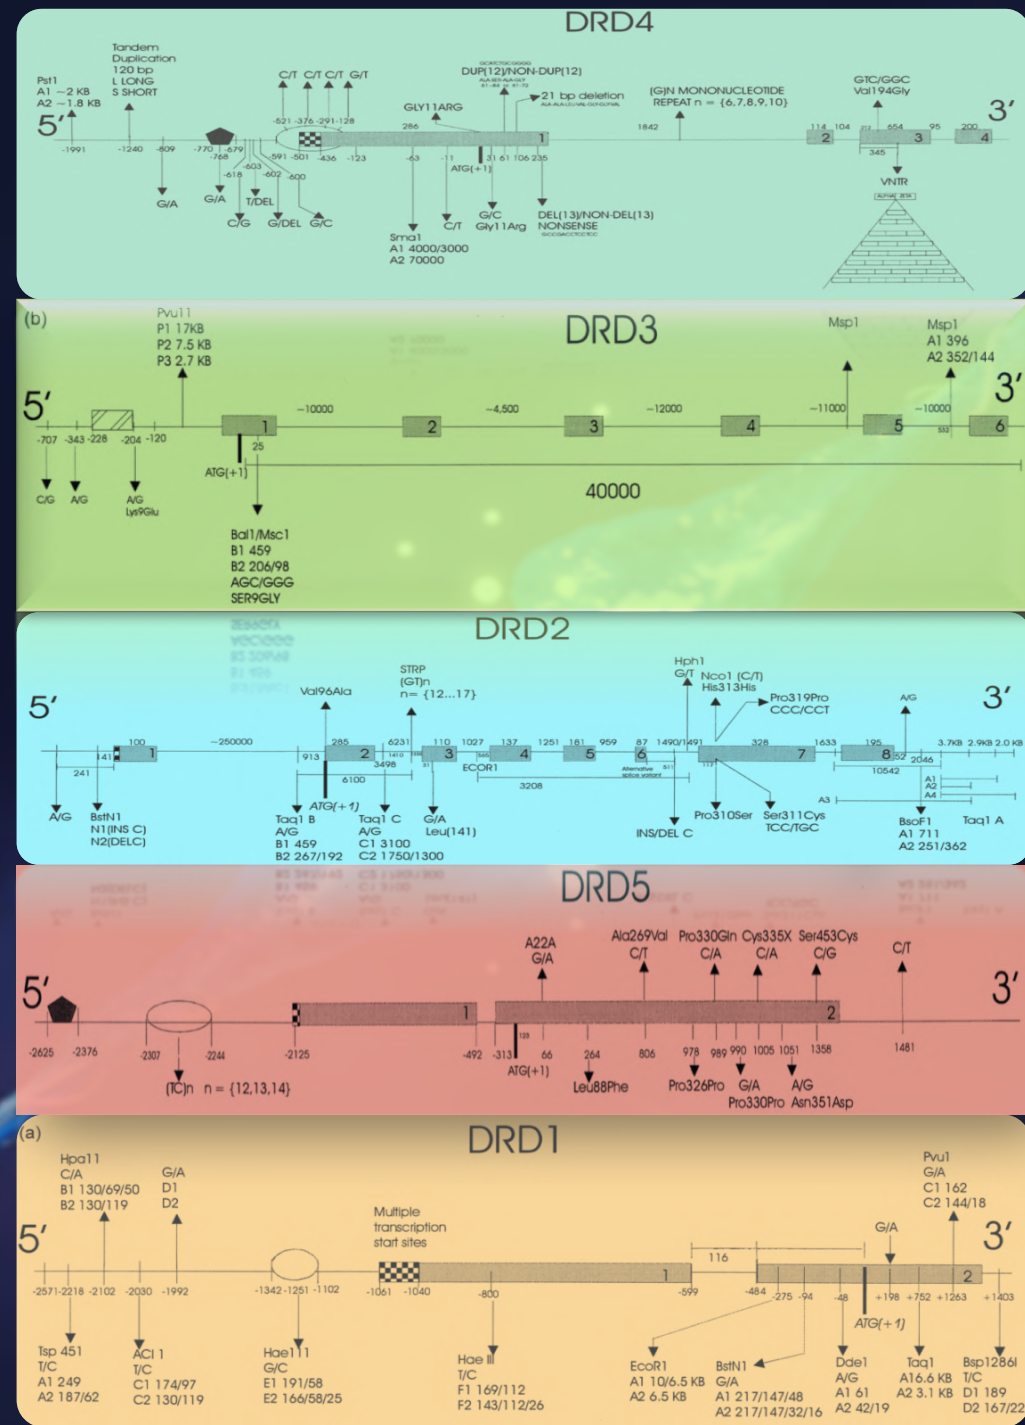 DRD4
Tandem
Duplication
120 bp
L LONG
S SHORT
Pst1
A1 ~2 KB
A2 ~1.8 KB
C/T C/T C/T G/T
DUP(12)/NON-DUP(12)
21 bp deletion
GLY11ARG
(G)N MONONUCLEOTIDE
REPEAT n = {6,7,8,9,10}
GTC/GGC
Val194Gly
5'
3'
-521 -376 -291 -128
286
1
1842
114 104
2
212 654
3
95
200
4
-1991
-1240
-809
-770
-768
-679
-618
-603
-602
-600
-591
-501
-436
-123
-63
-11
ATG(+1)
31 61 106 235
345
G/A
G/A
C/G
T/DEL
G/DEL
G/C
Sma1
A1 4000/3000
A2 70000
C/T
G/C
Gly11Arg
DEL(13)/NON-DEL(13)
NONSENSE
GCCGACCTCCTCC
VNTR
(b)
DRD3
Pvu11
P1 17KB
P2 7.5 KB
P3 2.7 KB
Msp1
Msp1
A1 396
A2 352/144
5'
3'
~10000
~4,500
~12000
~11000
~10000
1
2
3
4
5
552
6
-707 -343 -228 -204 -120
25
ATG(+1)
40000
C/G
A/G
A/G
Lys9Glu
Bal1/Msc1
B1 459
B2 206/98
AGC/GGG
SER9GLY
DRD2
STRP
(GT)n
n= {12...17}
Val96Ala
Hph1
G/T
Nco1 (C/T)
His313His
Pro319Pro
CCC/CCT
A/G
5'
3'
141
100
1
~250000
913
285
2
6231
3498
1410
110
3
1027
31
137
4
1251
181
5
959
87
6
1490/1491
611
117
328
7
1633
195
8
52
2046
3.7KB 2.9KB 2.0 KB
241
6100
ECOR1
3208
Alternative
splice variant
10542
A1
A2
A3
A4
ATG(+1)
A/G
BstN1
N1(INS C)
N2(DELC)
Taq1 B
A/G
B1 459
B2 267/192
Taq1 C
A/G
C1 3100
C2 1750/1300
G/A
Leu(141)
INS/DEL C
Pro310Ser
Ser311Cys
TCC/TGC
BsoF1
A1 711
A2 251/362
Taq1 A
DRD5
A22A
G/A
Ala269Val
C/T
Pro330Gln
C/A
Cys335X
C/A
Ser453Cys
C/G
C/T
5'
3'
1
2
-2625
-2376
-2307
-2244
-2125
-492
-313
125
66
264
806
978
989
990
1005
1051
1358
1481
ATG(+1)
(TC)n n = {12,13,14}
Leu88Phe
Pro326Pro
G/A
Pro330Pro
A/G
Asn351Asp
(a)
DRD1
Hpa11
C/A
B1 130/69/50
B2 130/119
G/A
D1
D2
Multiple
transcription
start sites
Pvu1
G/A
C1 162
C2 144/18
G/A
5'
3'
116
1
2
-2571
-2218
-2102
-2030
-1992
-1342
-1251
-1102
-1061
-1040
-800
-599
-484
-275
-94
-48
+198
+752
+1263
+1403
ATG(+1)
Tsp 451
T/C
A1 249
A2 187/62
ACI 1
T/C
C1 174/97
C2 130/119
Hae111
G/C
E1 191/58
E2 166/58/25
Hae III
T/C
F1 169/112
F2 143/112/26
EcoR1
A1 10/6.5 KB
A2 6.5 KB
BstN1
G/A
A1 217/147/48
A2 217/147/32/16
Dde1
A/G
A1 61
A2 42/19
Taq1
A16.6 KB
A2 3.1 KB
Bsp1286I
T/C
D1 189
D2 167/22